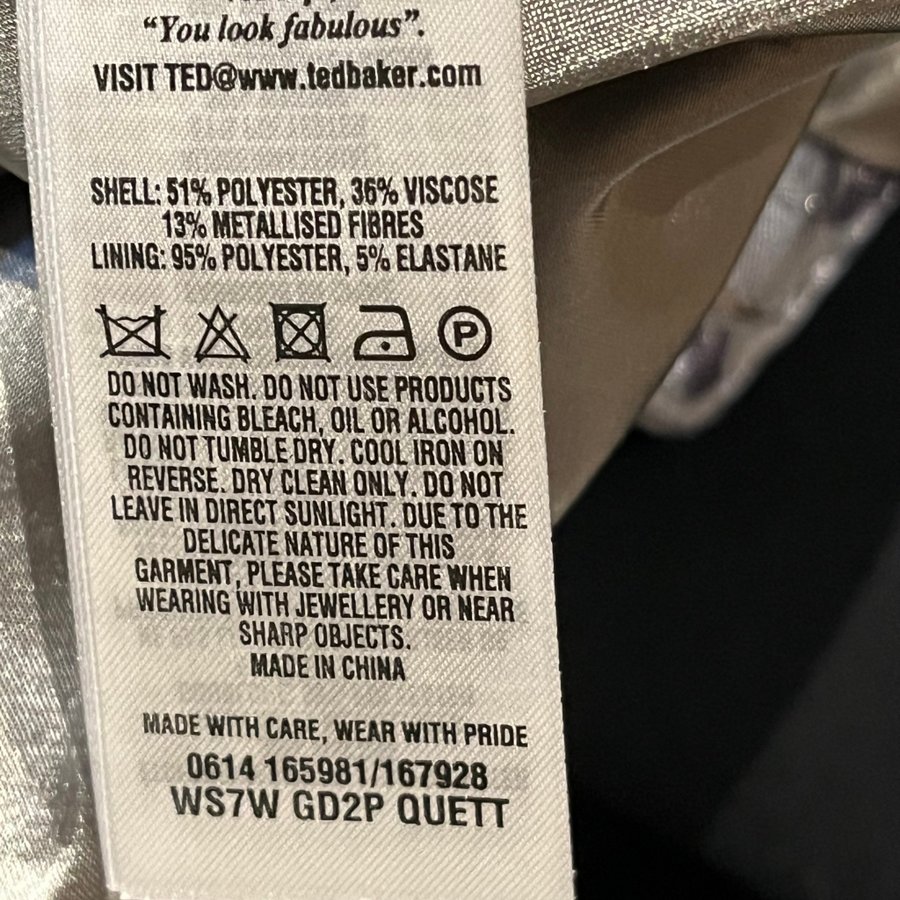 “You look fabulous”.
VISIT TED@www.tedbaker.com
SHELL: 51% POLYESTER, 36% VISCOSE
13% METALLISED FIBRES
LINING: 95% POLYESTER, 5% ELASTANE
P
DO NOT WASH. DO NOT USE PRODUCTS
CONTAINING BLEACH, OIL OR ALCOHOL.
DO NOT TUMBLE DRY. COOL IRON ON
REVERSE. DRY CLEAN ONLY. DO NOT
LEAVE IN DIRECT SUNLIGHT. DUE TO THE
DELICATE NATURE OF THIS
GARMENT, PLEASE TAKE CARE WHEN
WEARING WITH JEWELLERY OR NEAR
SHARP OBJECTS.
MADE IN CHINA
MADE WITH CARE, WEAR WITH PRIDE
0614 165981/167928
WS7W GD2P QUETT